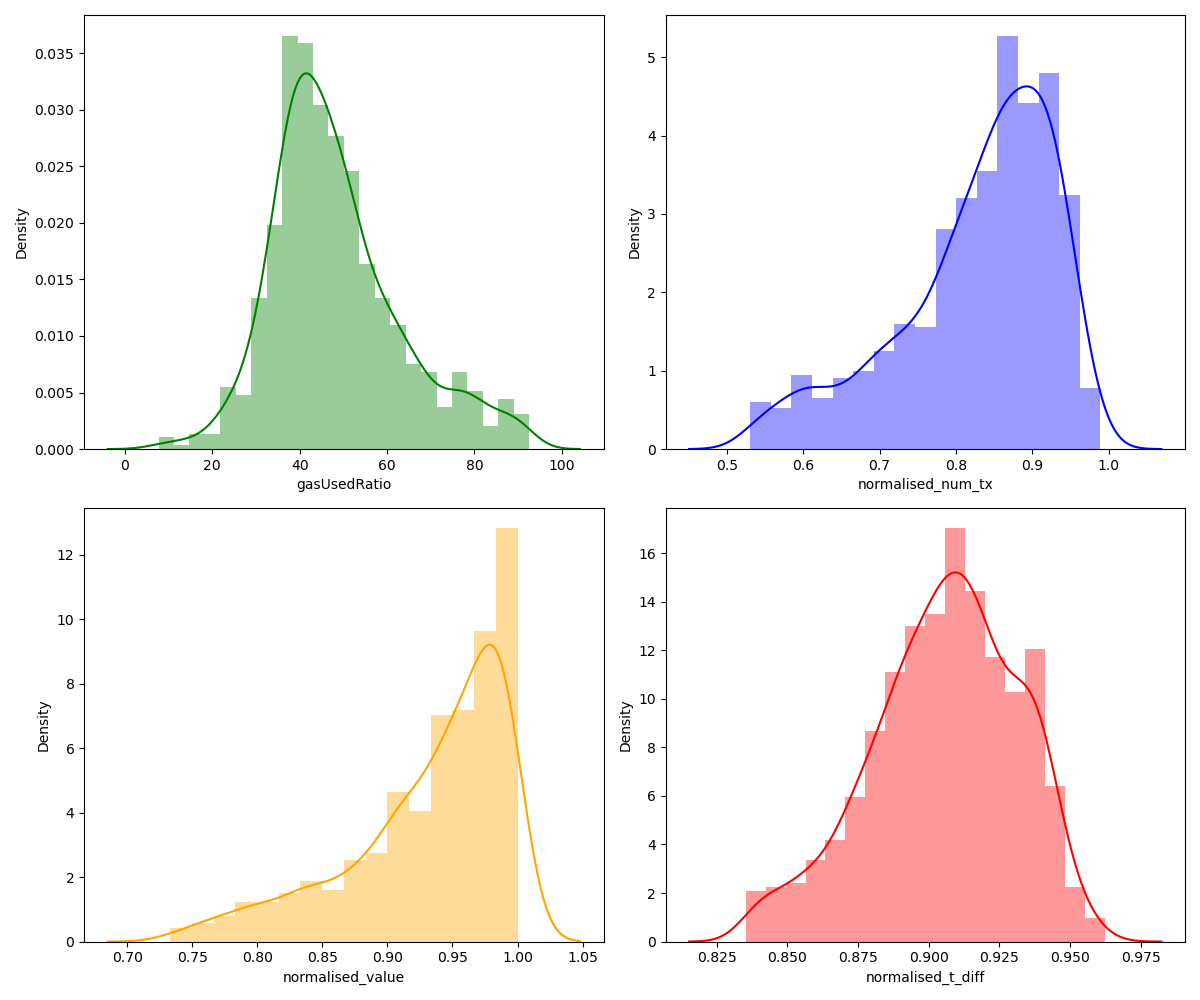 0.035
0.030
0.025
0.020
0.015
0.010
0.005
0.000
Density
0 20 40 60 80 100
gasUsedRatio
5
4
3
2
1
0
Density
0.5 0.6 0.7 0.8 0.9 1.0
normalised_num_tx
12
10
8
6
4
2
0
Density
0.70 0.75 0.80 0.85 0.90 0.95 1.00 1.05
normalised_value
16
14
12
10
8
6
4
2
0
Density
0.825 0.850 0.875 0.900 0.925 0.950 0.975
normalised_t_diff